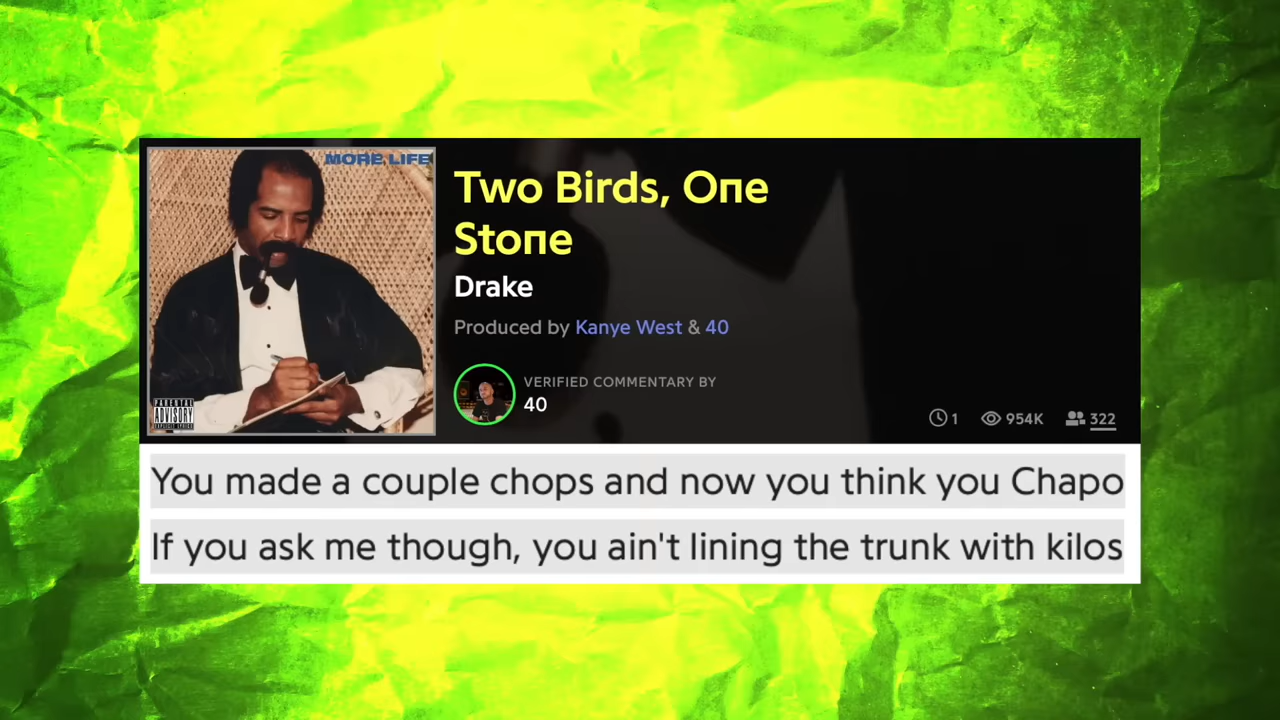 MORE LIFE
PARENTAL
ADVISORY
EXPLICIT LYRICS
Two Birds, One
Stone
Drake
Produced by Kanye West & 40
VERIFIED COMMENTARY BY
40
1 954K 322
You made a couple chops and now you think you Chapo
If you ask me though, you ain't lining the trunk with kilos